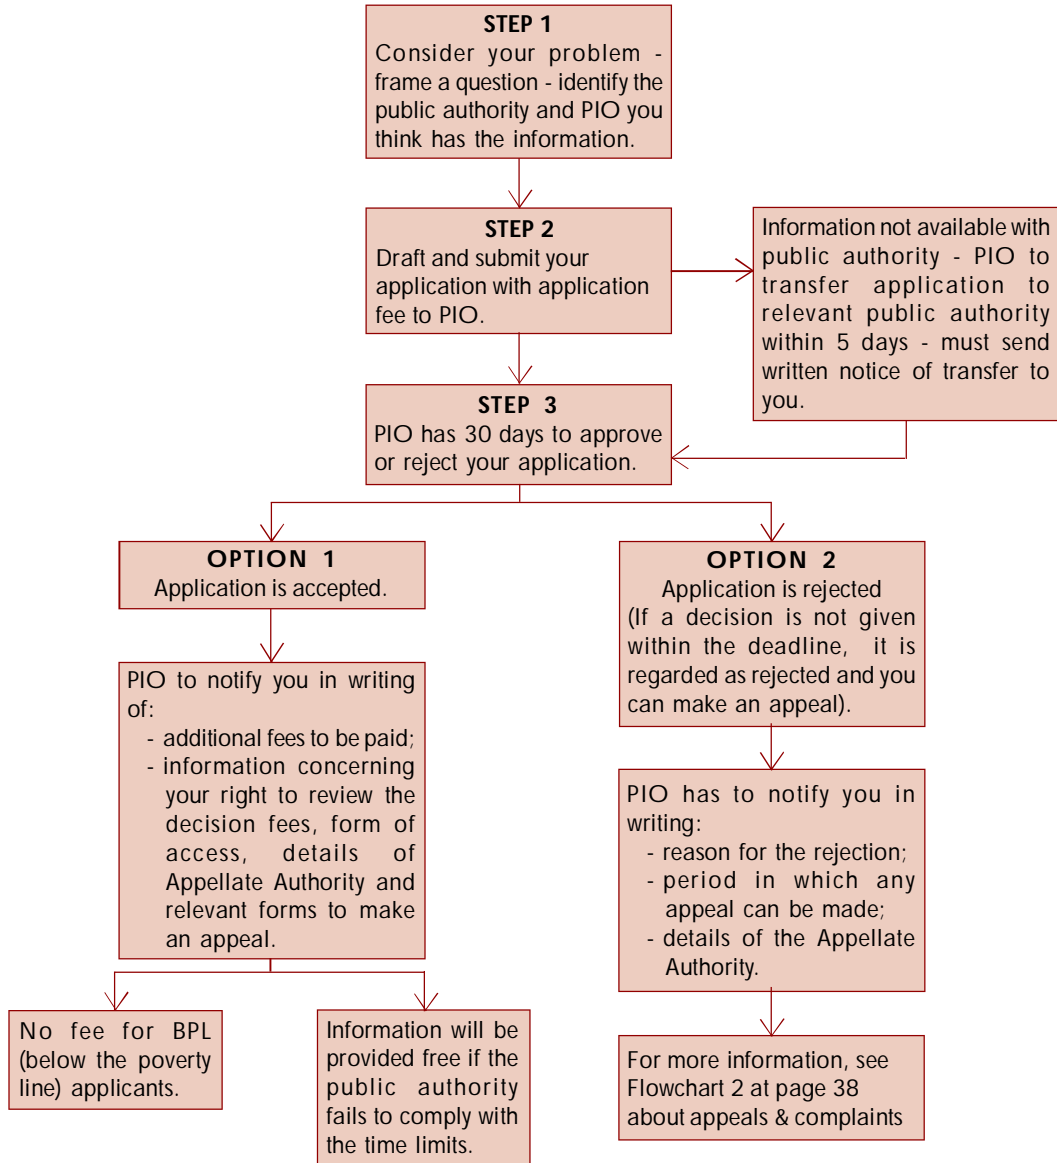 STEP 1
Consider your problem -
frame a question - identify the
public authority and PIO you
think has the information.
STEP 2
Draft and submit your
application with application
fee to PIO.
Information not available with
public authority - PIO to
transfer application to
relevant public authority
within 5 days - must send
written notice of transfer to
you.
STEP 3
PIO has 30 days to approve
or reject your application.
OPTION 1
Application is accepted.
OPTION 2
Application is rejected
(If a decision is not given
within the deadline, it is
regarded as rejected and you
can make an appeal).
PIO to notify you in writing
of:
- additional fees to be paid;
- information concerning
your right to review the
decision fees, form of
access, details of
Appellate Authority and
relevant forms to make
an appeal.
PIO has to notify you in
writing:
- reason for the rejection;
- period in which any
appeal can be made;
- details of the Appellate
Authority.
No fee for BPL
(below the poverty
line) applicants.
Information will be
provided free if the
public authority
fails to comply with
the time limits.
For more information, see
Flowchart 2 at page 38
about appeals & complaints